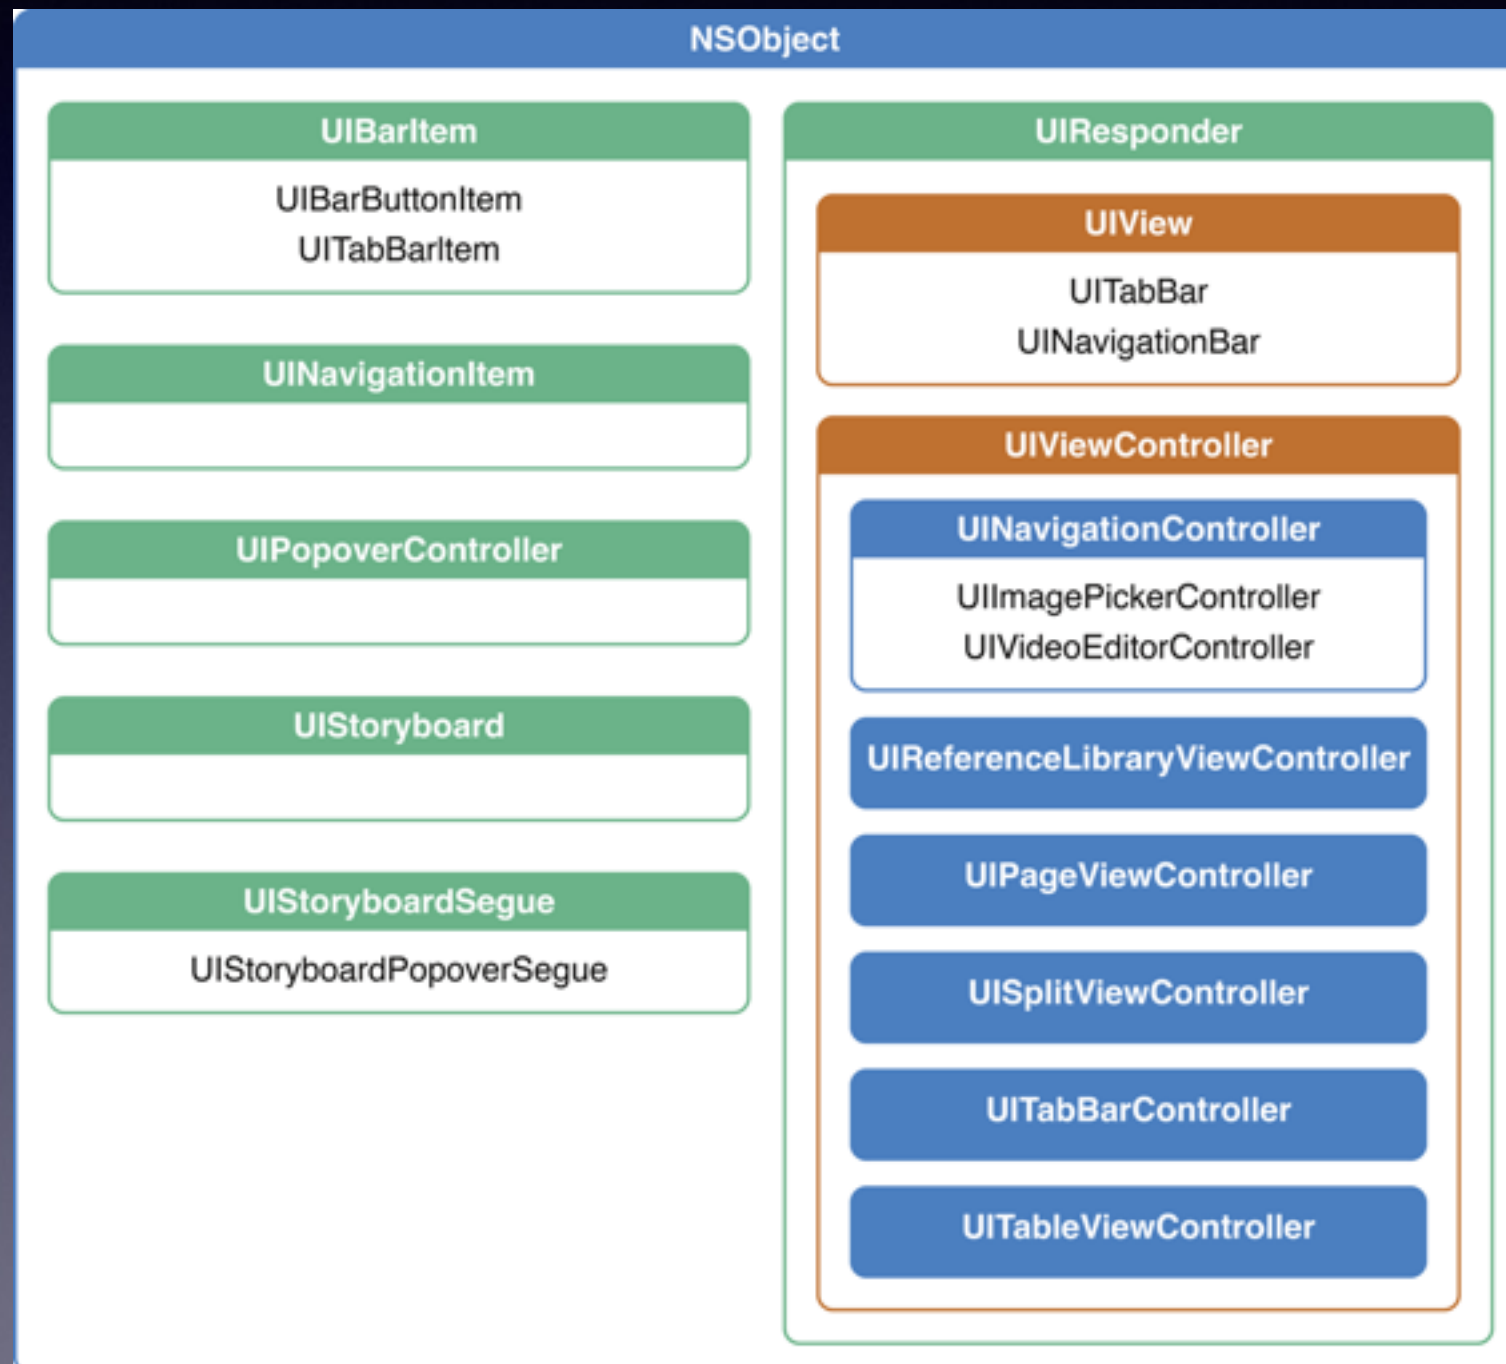 NSObject
UIBarItem
UIBarButtonItem
UITabBarItem
UINavigationItem
UIPopoverController
UIStoryboard
UIStoryboardSegue
UIStoryboardPopoverSegue
UIResponder
UIView
UITabBar
UINavigationBar
UIViewController
UINavigationController
UIImagePickerController
UIVideoEditorController
UIReferenceLibraryViewController
UIPageViewController
UISplitViewController
UITabBarController
UITableViewController